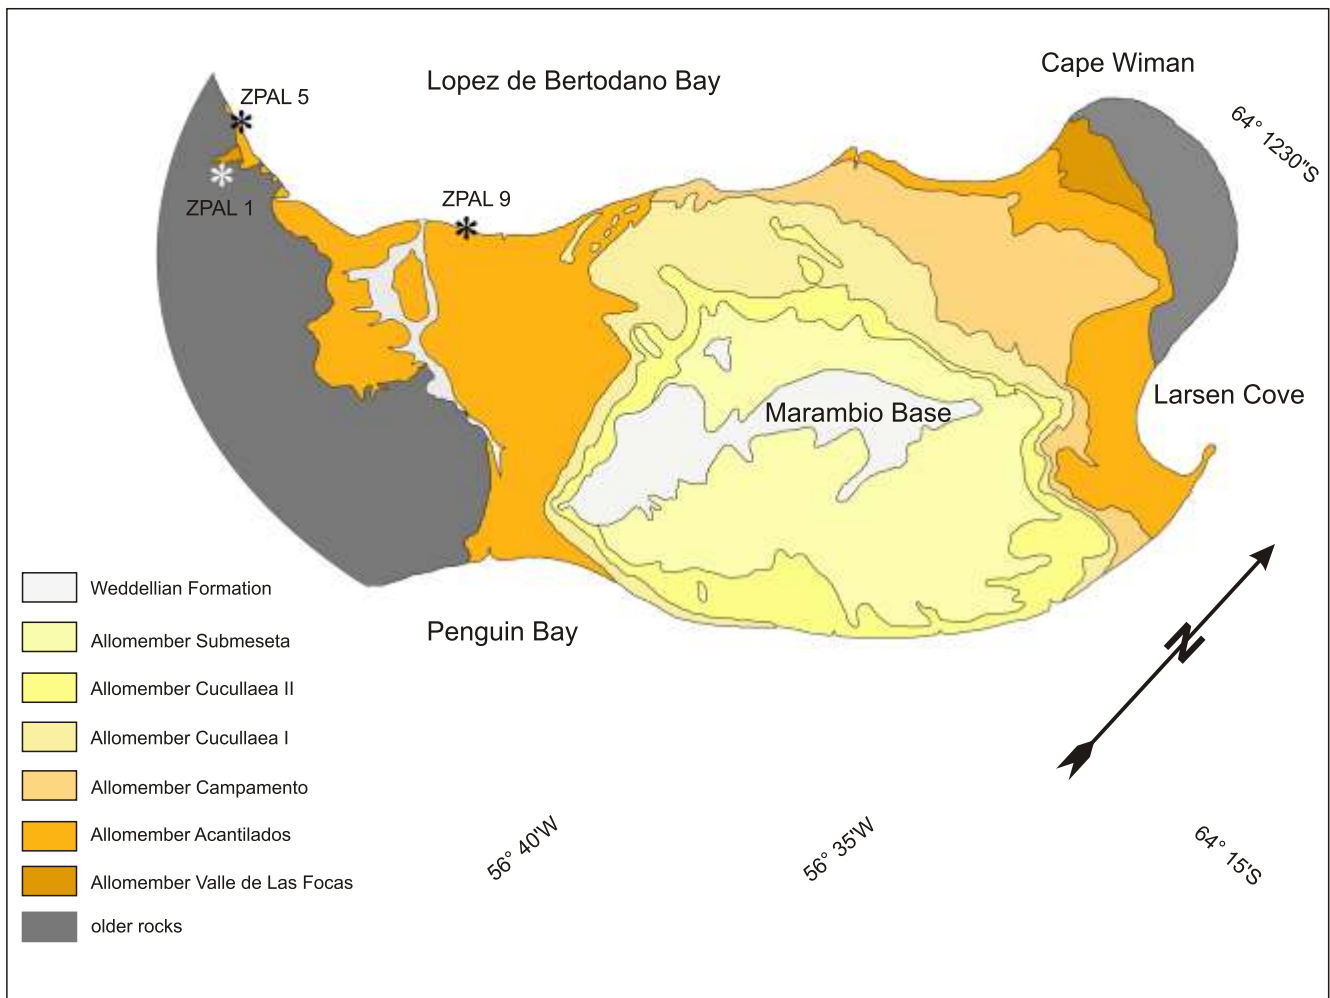 Cape Wiman
Lopez de Bertodano Bay
ZPAL 5
64° 1230"S
ZPAL 1
ZPAL 9
Larsen Cove
Marambio Base
Penguin Bay
N
Weddellian Formation
Allomember Submeseta
Allomember Cucullaea II
Allomember Cucullaea I
Allomember Campamento
Allomember Acantilados
Allomember Valle de Las Focas
older rocks
56° 40'W
56° 35'W
64° 15'S